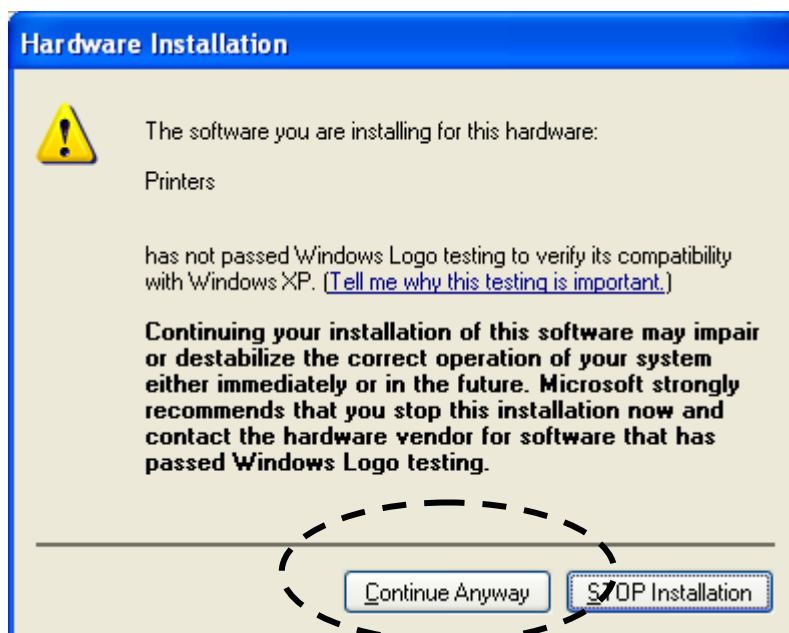 Hardware Installation
The software you are installing for this hardware:
Printers
has not passed Windows Logo testing to verify its compatibility
with Windows XP. (Tell me why this testing is important.)
Continuing your installation of this software may impair
or destabilize the correct operation of your system
either immediately or in the future. Microsoft strongly
recommends that you stop this installation now and
contact the hardware vendor for software that has
passed Windows Logo testing.
Continue Anyway STOP Installation